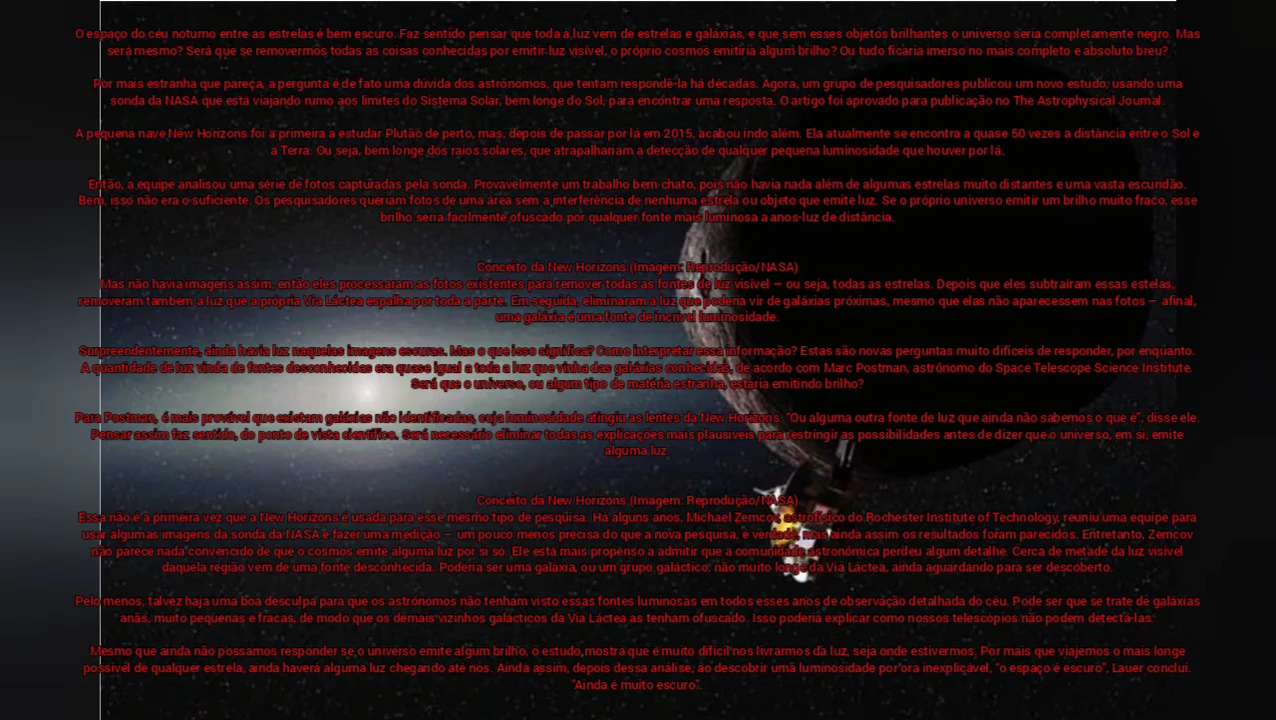 O espaço do céu noturno entre as estrelas é bem escuro. Faz sentido pensar que toda a luz vem de estrelas e galáxias, e que sem esses objetos brilhantes o universo seria completamente negro. Mas
será mesmo? Será que se removermos todas as coisas conhecidas por emitir luz visível, o próprio cosmos emitiria algum brilho? Ou tudo ficaria imerso no mais completo e absoluto breu?
Por mais estranha que pareça, a pergunta é de fato uma dúvida dos astrônomos, que tentam respondê-la há décadas. Agora, um grupo de pesquisadores publicou um novo estudo, usando uma
sonda da NASA que está viajando rumo aos limites do Sistema Solar, bem longe do Sol, para encontrar uma resposta. O artigo foi aprovado para publicação no The Astrophysical Journal.
A pequena nave New Horizons foi a primeira a estudar Plutão de perto, mas, depois de passar por lá em 2015, acabou indo além. Ela atualmente se encontra a quase 50 vezes a distância entre o Sol e
a Terra. Ou seja, bem longe dos raios solares, que atrapalhariam a detecção de qualquer pequena luminosidade que houver por lá.
Então, a equipe analisou uma série de fotos capturadas pela sonda. Provavelmente um trabalho bem chato, pois não havia nada além de algumas estrelas muito distantes e uma vasta escuridão.
Bem, isso não era o suficiente. Os pesquisadores queriam fotos de uma área sem a interferência de nenhuma estrela ou objeto que emite luz. Se o próprio universo emitir um brilho muito fraco, esse
brilho seria facilmente ofuscado por qualquer fonte mais luminosa a anos-luz de distância.
Conceito da New Horizons (Imagem: Reprodução/NASA)
Mas não havia imagens assim, então eles processaram as fotos existentes para remover todas as fontes de luz visível — ou seja, todas as estrelas. Depois que eles subtraíram essas estelas,
removeram também a luz que a própria Via Láctea espalha por toda a parte. Em seguida, eliminaram a luz que poderia vir de galáxias próximas, mesmo que elas não aparecessem nas fotos — afinal,
uma galáxia é uma fonte de incrível luminosidade.
Surpreendentemente, ainda havia luz naquelas imagens escuras. Mas o que isso significa? Como interpretar essa informação? Estas são novas perguntas muito difíceis de responder, por enquanto.
A quantidade de luz vinda de fontes desconhecidas era quase igual a toda a luz que vinha das galáxias conhecidas, de acordo com Marc Postman, astrônomo do Space Telescope Science Institute.
Será que o universo, ou algum tipo de matéria estranha, estaria emitindo brilho?
Para Postman, é mais provável que existam galáxias não identificadas, cuja luminosidade atingiu as lentes da New Horizons. "Ou alguma outra fonte de luz que ainda não sabemos o que é", disse ele.
Pensar assim faz sentido, do ponto de vista científico. Será necessário eliminar todas as explicações mais plausíveis para restringir as possibilidades antes de dizer que o universo, em si, emite
alguma luz.
Conceito da New Horizons (Imagem: Reprodução/NASA)
Essa não é a primeira vez que a New Horizons é usada para esse mesmo tipo de pesquisa. Há alguns anos, Michael Zemcov, astrofísico do Rochester Institute of Technology, reuniu uma equipe para
usar algumas imagens da sonda da NASA e fazer uma medição — um pouco menos precisa do que a nova pesquisa, é verdade, mas ainda assim os resultados foram parecidos. Entretanto, Zemcov
não parece nada convencido de que o cosmos emite alguma luz por si só. Ele está mais propenso a admitir que a comunidade astronômica perdeu algum detalhe. Cerca de metade da luz visível
daquela região vem de uma fonte desconhecida. Poderia ser uma galáxia, ou um grupo galáctico, não muito longe da Via Láctea, ainda aguardando para ser descoberto.
Pelo menos, talvez haja uma boa desculpa para que os astrônomos não tenham visto essas fontes luminosas em todos esses anos de observação detalhada do céu. Pode ser que se trate de galáxias
anãs, muito pequenas e fracas, de modo que os demais vizinhos galácticos da Via Láctea as tenham ofuscado. Isso poderia explicar como nossos telescópios não podem detectá-las.
Mesmo que ainda não possamos responder se o universo emite algum brilho, o estudo mostra que é muito difícil nos livrarmos da luz, seja onde estivermos. Por mais que viajemos o mais longe
possível de qualquer estrela, ainda haverá alguma luz chegando até nós. Ainda assim, depois dessa análise, ao descobrir uma luminosidade por ora inexplicável, "o espaço é escuro", Lauer conclui.
"Ainda é muito escuro".